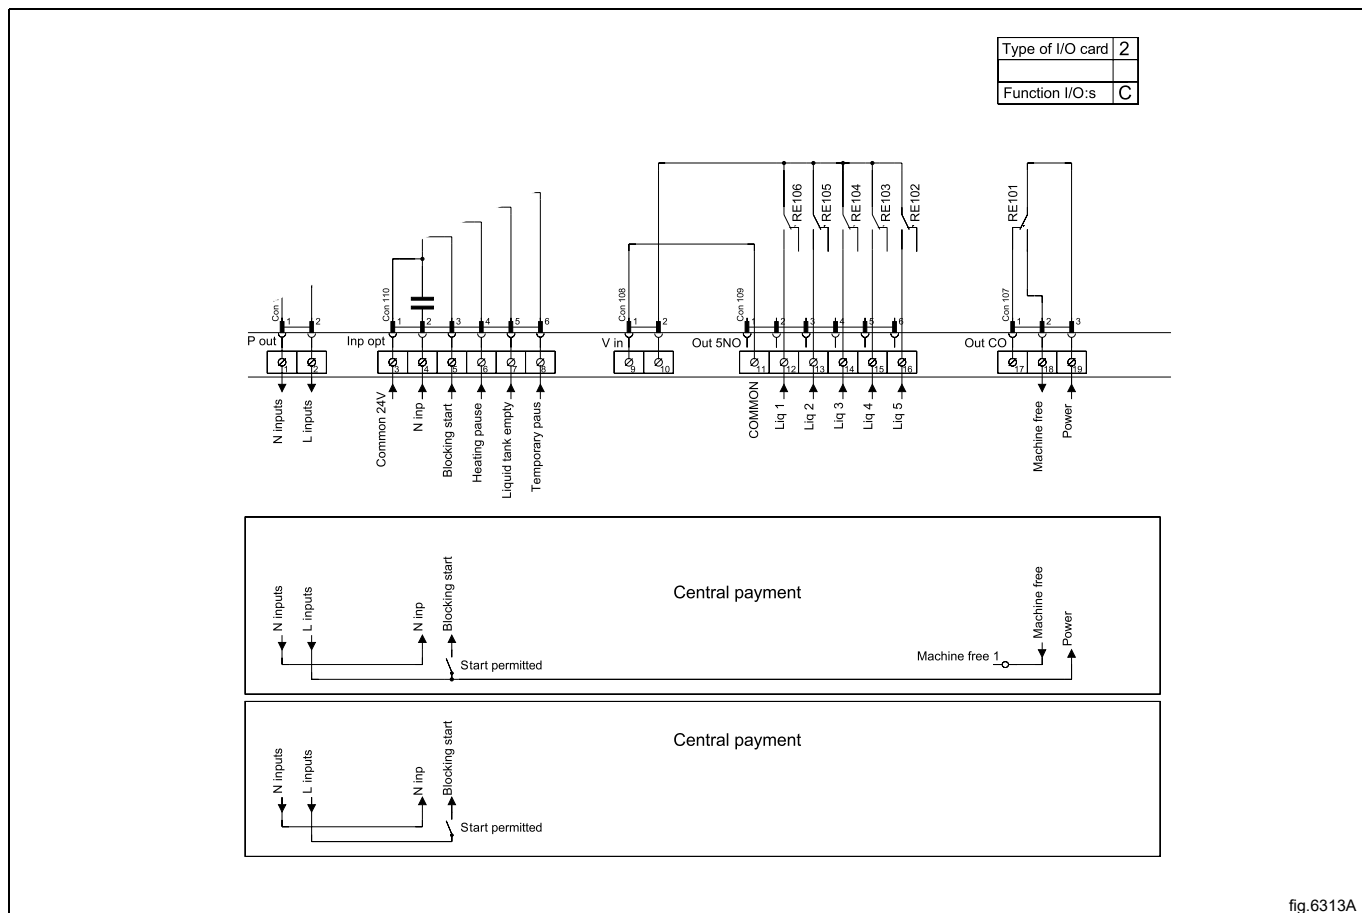 Type of I/O card 2
Function I/O:s C
RE106
RE105
RE104
RE103
RE102
RE101
Con
Con 110
Con 108
Con 109
Con 107
1 2
1 2 3 4 5 6
1 2
1 2 3 4 5 6
1 2 3
P out
Inp opt
V in
Out 5NO
Out CO
1 2
3 4 5 6 7 8
9 10
11 12 13 14 15 16
17 18 19
N inputs
L inputs
Common 24V
N inp
Blocking start
Heating pause
Liquid tank empty
Temporary paus
COMMON
Liq 1
Liq 2
Liq 3
Liq 4
Liq 5
Machine free
Power
Central payment
N inputs
L inputs
N inp
Blocking start
Start permitted
Machine free 1
Machine free
Power
Central payment
N inputs
L inputs
N inp
Blocking start
Start permitted
fig.6313A